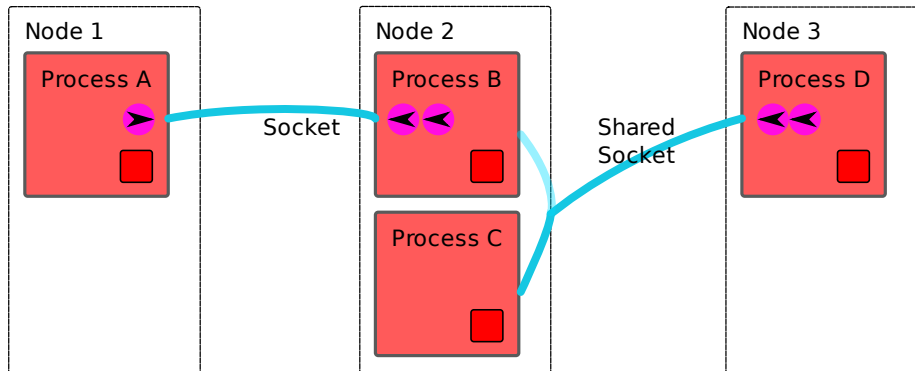 Node 1
Process A
Socket
Node 2
Process B
Process C
Shared
Socket
Node 3
Process D